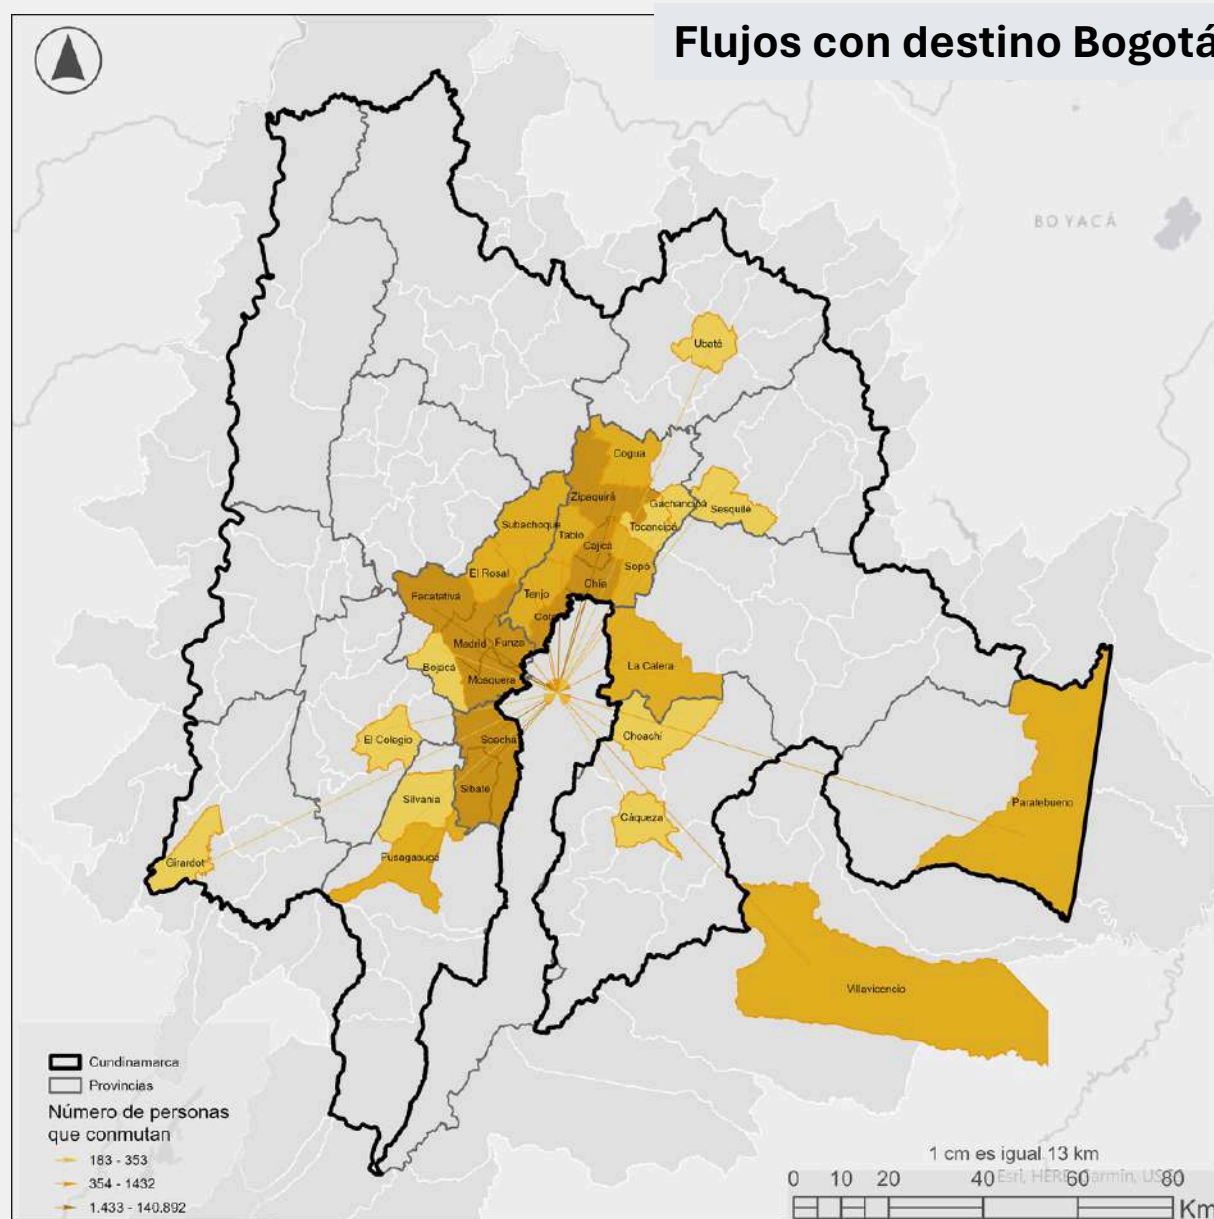 Flujos con destino Bogotá
BOYACÁ
Ubaté
Cogua
Zipaquirá
Gachancipá
Sesquilé
Subachoque
Tocancipá
Tabio
Cajicá
Sopó
El Rosal
Chía
Facatativá
Tenjo
Cot
Madrid
Funza
Bojacá
La Calera
Mosquera
El Colegio
Soacha
Choachí
Sibaté
Silvania
Paratebueno
Cáqueza
Girardot
Fusagasugá
Villavicencio
Cundinamarca
Provincias
Número de personas
que conmutan
183 - 353
354 - 1432
1.433 - 140.892
1 cm es igual 13 km
Esri, HERE, Garmin, USGS
0 10 20 40 60 80
Km